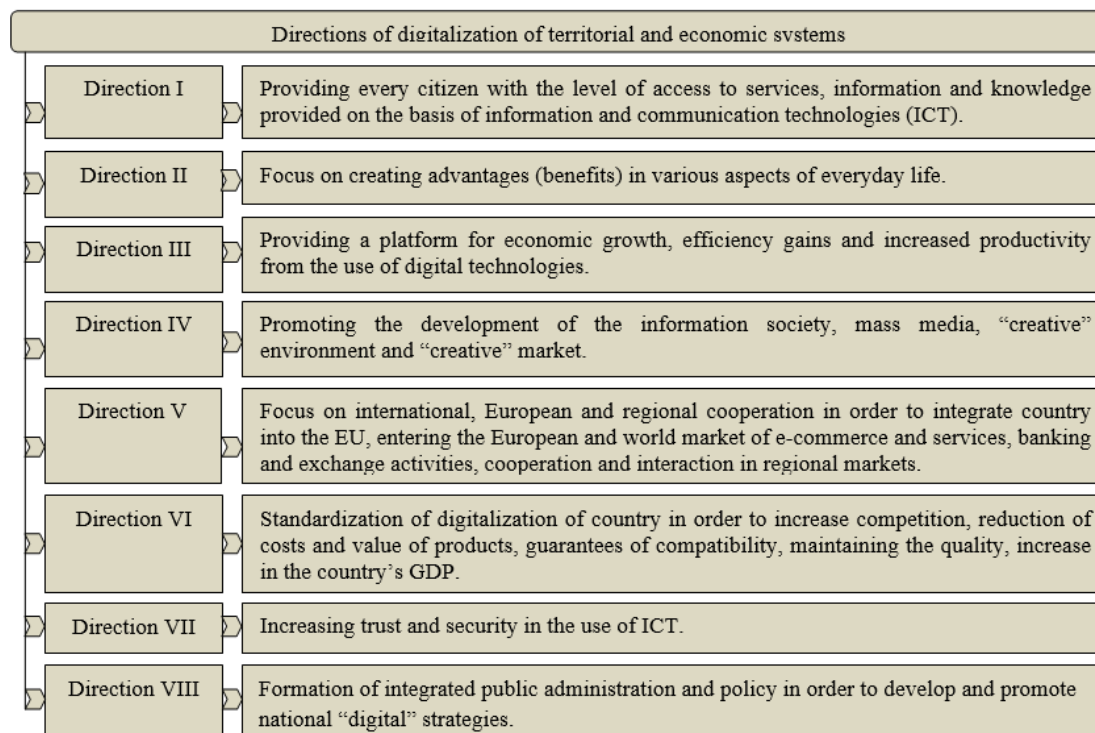 Directions of digitalization of territorial and economic systems
Direction I
Providing every citizen with the level of access to services, information and knowledge
provided on the basis of information and communication technologies (ICT).
Direction II
Focus on creating advantages (benefits) in various aspects of everyday life.
Direction III
Providing a platform for economic growth, efficiency gains and increased productivity
from the use of digital technologies.
Direction IV
Promoting the development of the information society, mass media, “creative”
environment and “creative” market.
Direction V
Focus on international, European and regional cooperation in order to integrate country
into the EU, entering the European and world market of e-commerce and services, banking
and exchange activities, cooperation and interaction in regional markets.
Direction VI
Standardization of digitalization of country in order to increase competition, reduction of
costs and value of products, guarantees of compatibility, maintaining the quality, increase
in the country’s GDP.
Direction VII
Increasing trust and security in the use of ICT.
Direction VIII
Formation of integrated public administration and policy in order to develop and promote
national “digital” strategies.